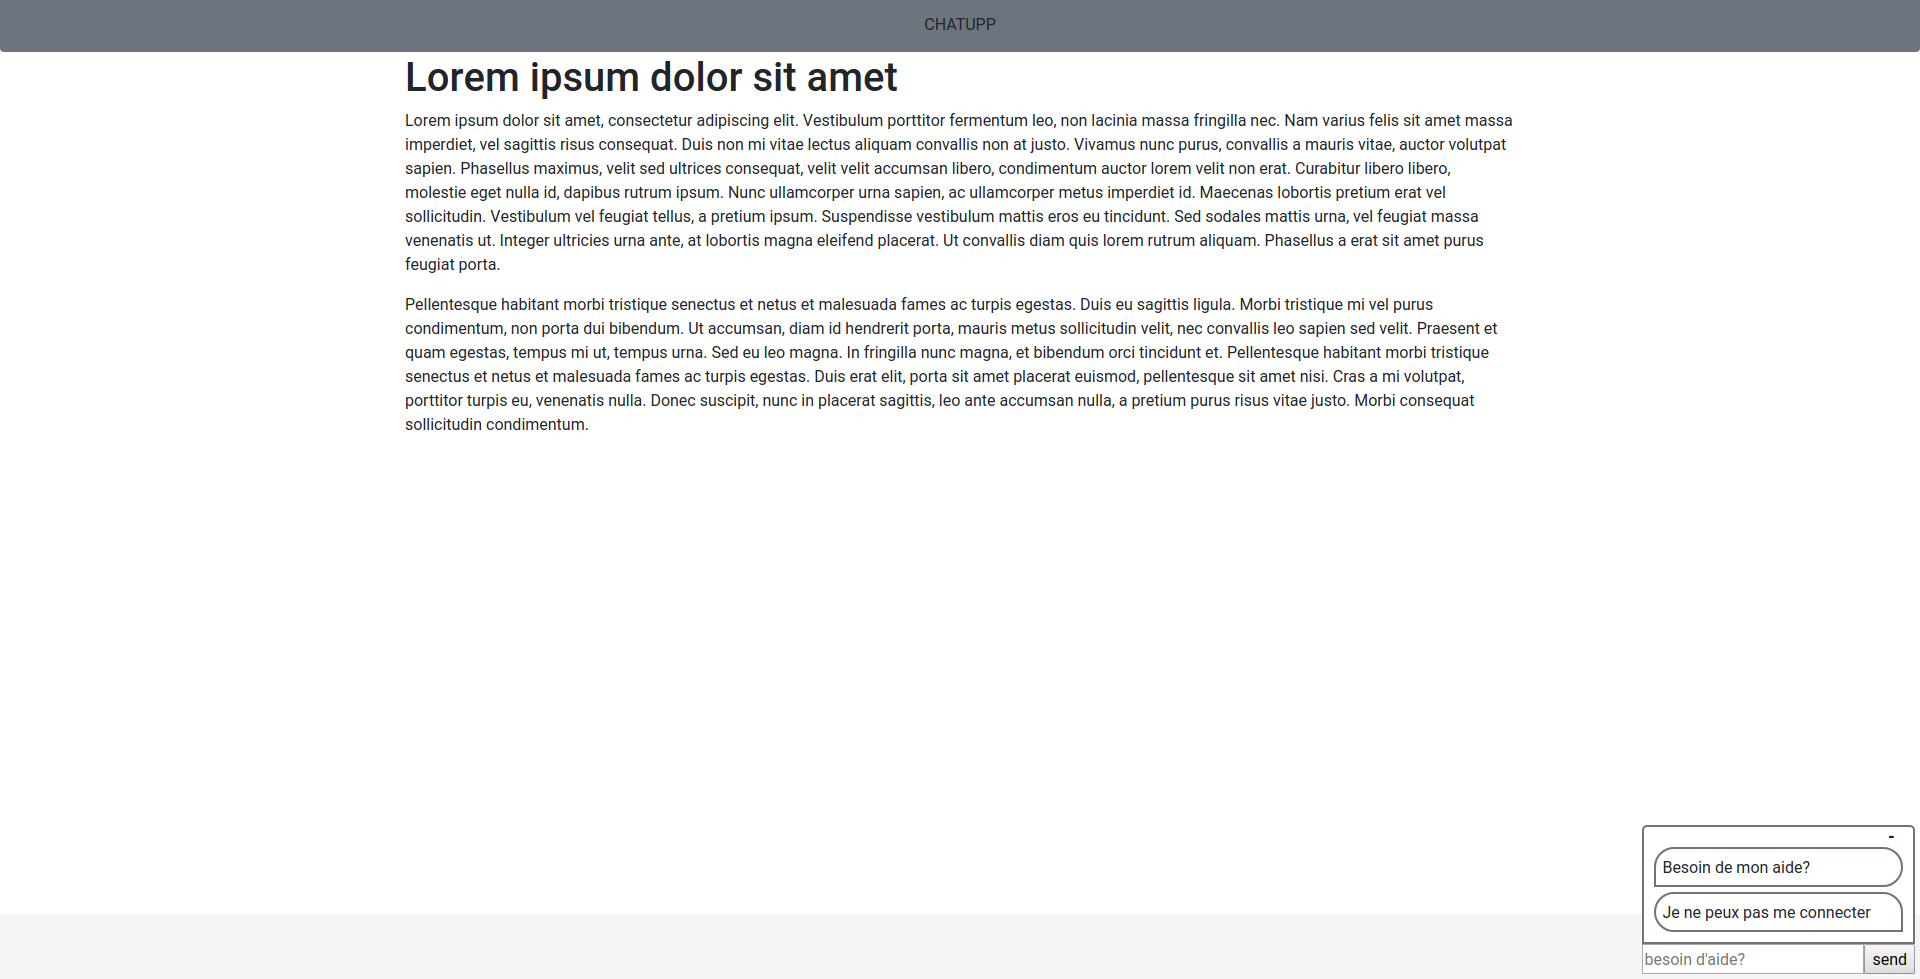 CHATUPP
Lorem ipsum dolor sit amet
Lorem ipsum dolor sit amet, consectetur adipiscing elit. Vestibulum porttitor fermentum leo, non lacinia massa fringilla nec. Nam varius felis sit amet massa
imperdiet, vel sagittis risus consequat. Duis non mi vitae lectus aliquam convallis non at justo. Vivamus nunc purus, convallis a mauris vitae, auctor volutpat
sapien. Phasellus maximus, velit sed ultrices consequat, velit velit accumsan libero, condimentum auctor lorem velit non erat. Curabitur libero libero,
molestie eget nulla id, dapibus rutrum ipsum. Nunc ullamcorper urna sapien, ac ullamcorper metus imperdiet id. Maecenas lobortis pretium erat vel
sollicitudin. Vestibulum vel feugiat tellus, a pretium ipsum. Suspendisse vestibulum mattis eros eu tincidunt. Sed sodales mattis urna, vel feugiat massa
venenatis ut. Integer ultricies urna ante, at lobortis magna eleifend placerat. Ut convallis diam quis lorem rutrum aliquam. Phasellus a erat sit amet purus
feugiat porta.
Pellentesque habitant morbi tristique senectus et netus et malesuada fames ac turpis egestas. Duis eu sagittis ligula. Morbi tristique mi vel purus
condimentum, non porta dui bibendum. Ut accumsan, diam id hendrerit porta, mauris metus sollicitudin velit, nec convallis leo sapien sed velit. Praesent et
quam egestas, tempus mi ut, tempus urna. Sed eu leo magna. In fringilla nunc magna, et bibendum orci tincidunt et. Pellentesque habitant morbi tristique
senectus et netus et malesuada fames ac turpis egestas. Duis erat elit, porta sit amet placerat euismod, pellentesque sit amet nisi. Cras a mi volutpat,
porttitor turpis eu, venenatis nulla. Donec suscipit, nunc in placerat sagittis, leo ante accumsan nulla, a pretium purus risus vitae justo. Morbi consequat
sollicitudin condimentum.
-
Besoin de mon aide?
Je ne peux pas me connecter
besoin d'aide? send